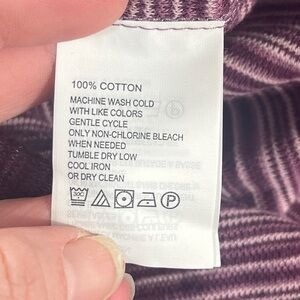 100% COTTON
MACHINE WASH COLD
WITH LIKE COLORS
GENTLE CYCLE
ONLY NON-CHLORINE BLEACH
WHEN NEEDED
TUMBLE DRY LOW
COOL IRON
OR DRY CLEAN
30C P